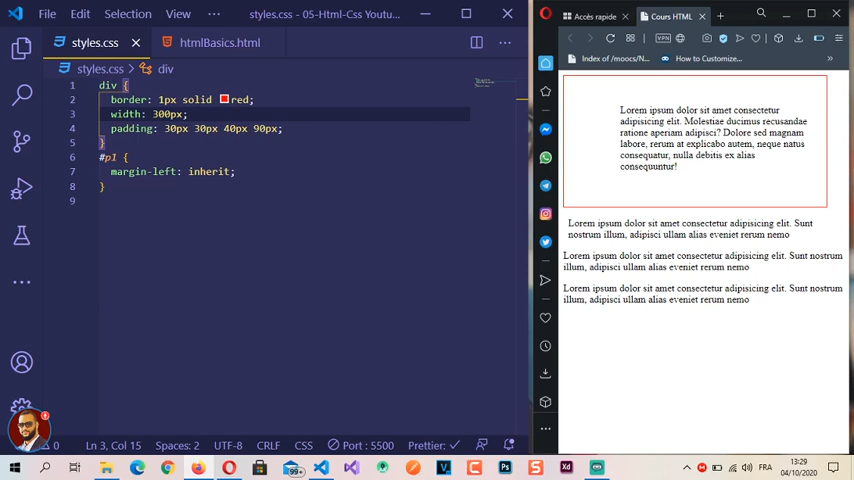 File Edit Selection View ... styles.css - 05-Html-Css Youtu...
styles.css htmlBasics.html
styles.css > div
1 div {
2 border: 1px solid red;
3 width: 300px;
4 padding: 30px 30px 40px 90px;
5 }
6 #p1 {
7 margin-left: inherit;
8 }
9
0 Ln 3, Col 15 Spaces: 2 UTF-8 CRLF CSS Port : 5500 Prettier:
Accès rapide Cours HTML
VPN
Index of /moocs/N... How to Customize... »
Lorem ipsum dolor sit amet consectetur
adipisicing elit. Molestiae ducimus recusandae
ratione aperiam adipisci? Dolore sed magnam
labore, rerum at explicabo autem, neque natus
consequatur, nulla debitis ex alias
consequuntur!
Lorem ipsum dolor sit amet consectetur adipisicing elit. Sunt
nostrum illum, adipisci ullam alias eveniet rerum nemo
Lorem ipsum dolor sit amet consectetur adipisicing elit. Sunt nostrum
illum, adipisci ullam alias eveniet rerum nemo
Lorem ipsum dolor sit amet consectetur adipisicing elit. Sunt nostrum
illum, adipisci ullam alias eveniet rerum nemo
99+ Ps Xd FRA 13:29
04/10/2020